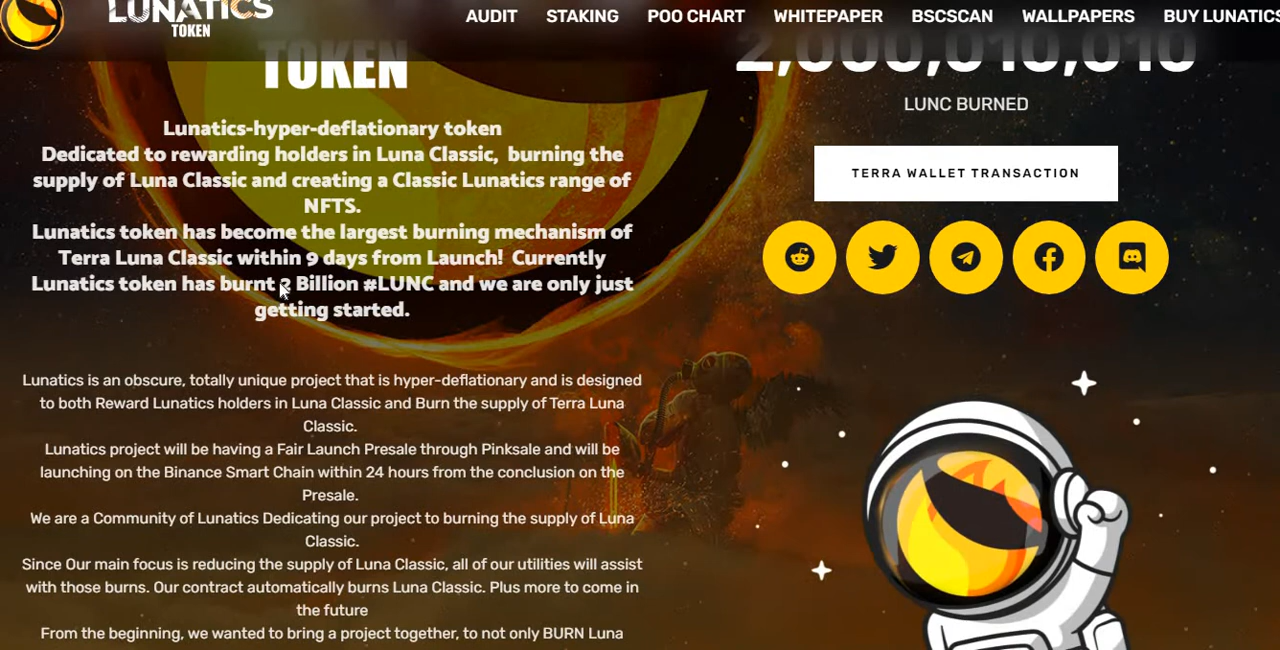 LUNATICS
TOKEN
AUDIT STAKING POO CHART WHITEPAPER BSCSCAN WALLPAPERS BUY LUNATICS
TOKEN
Lunatics-hyper-deflationary token
Dedicated to rewarding holders in Luna Classic, burning the
supply of Luna Classic and creating a Classic Lunatics range of
NFTS.
Lunatics token has become the largest burning mechanism of
Terra Luna Classic within 9 days from Launch! Currently
Lunatics token has burnt 2 Billion #LUNC and we are only just
getting started.
Lunatics is an obscure, totally unique project that is hyper-deflationary and is designed
to both Reward Lunatics holders in Luna Classic and Burn the supply of Terra Luna
Classic.
Lunatics project will be having a Fair Launch Presale through Pinksale and will be
launching on the Binance Smart Chain within 24 hours from the conclusion on the
Presale.
We are a Community of Lunatics Dedicating our project to burning the supply of Luna
Classic.
Since Our main focus is reducing the supply of Luna Classic, all of our utilities will assist
with those burns. Our contract automatically burns Luna Classic. Plus more to come in
the future
From the beginning, we wanted to bring a project together, to not only BURN Luna
2,000,010,010
LUNC BURNED
TERRA WALLET TRANSACTION